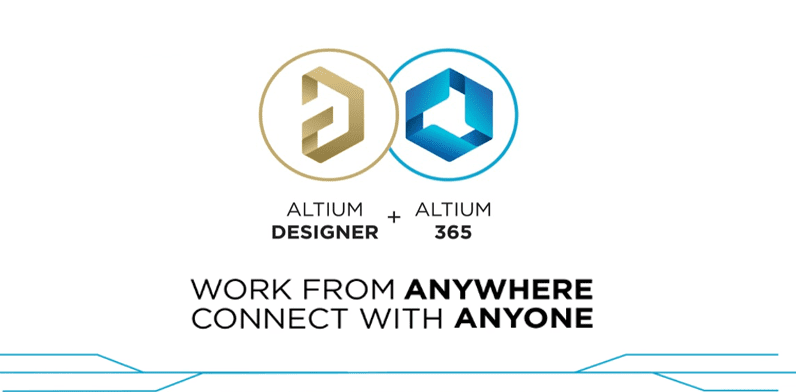 ALTIUM DESIGNER + ALTIUM 365
WORK FROM ANYWHERE
CONNECT WITH ANYONE